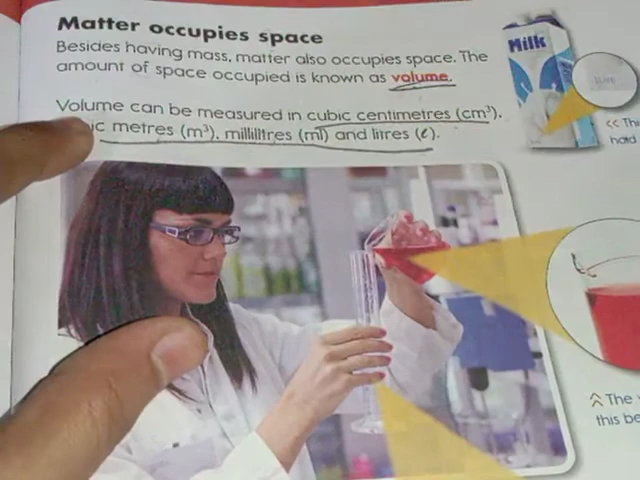 Matter occupies space
Besides having mass, matter also occupies space. The
amount of space occupied is known as volume.
Volume can be measured in cubic centimetres (cm³),
ic metres (m³), millilitres (ml) and litres (ℓ).
Milk
<< Thi
hold
The
this be